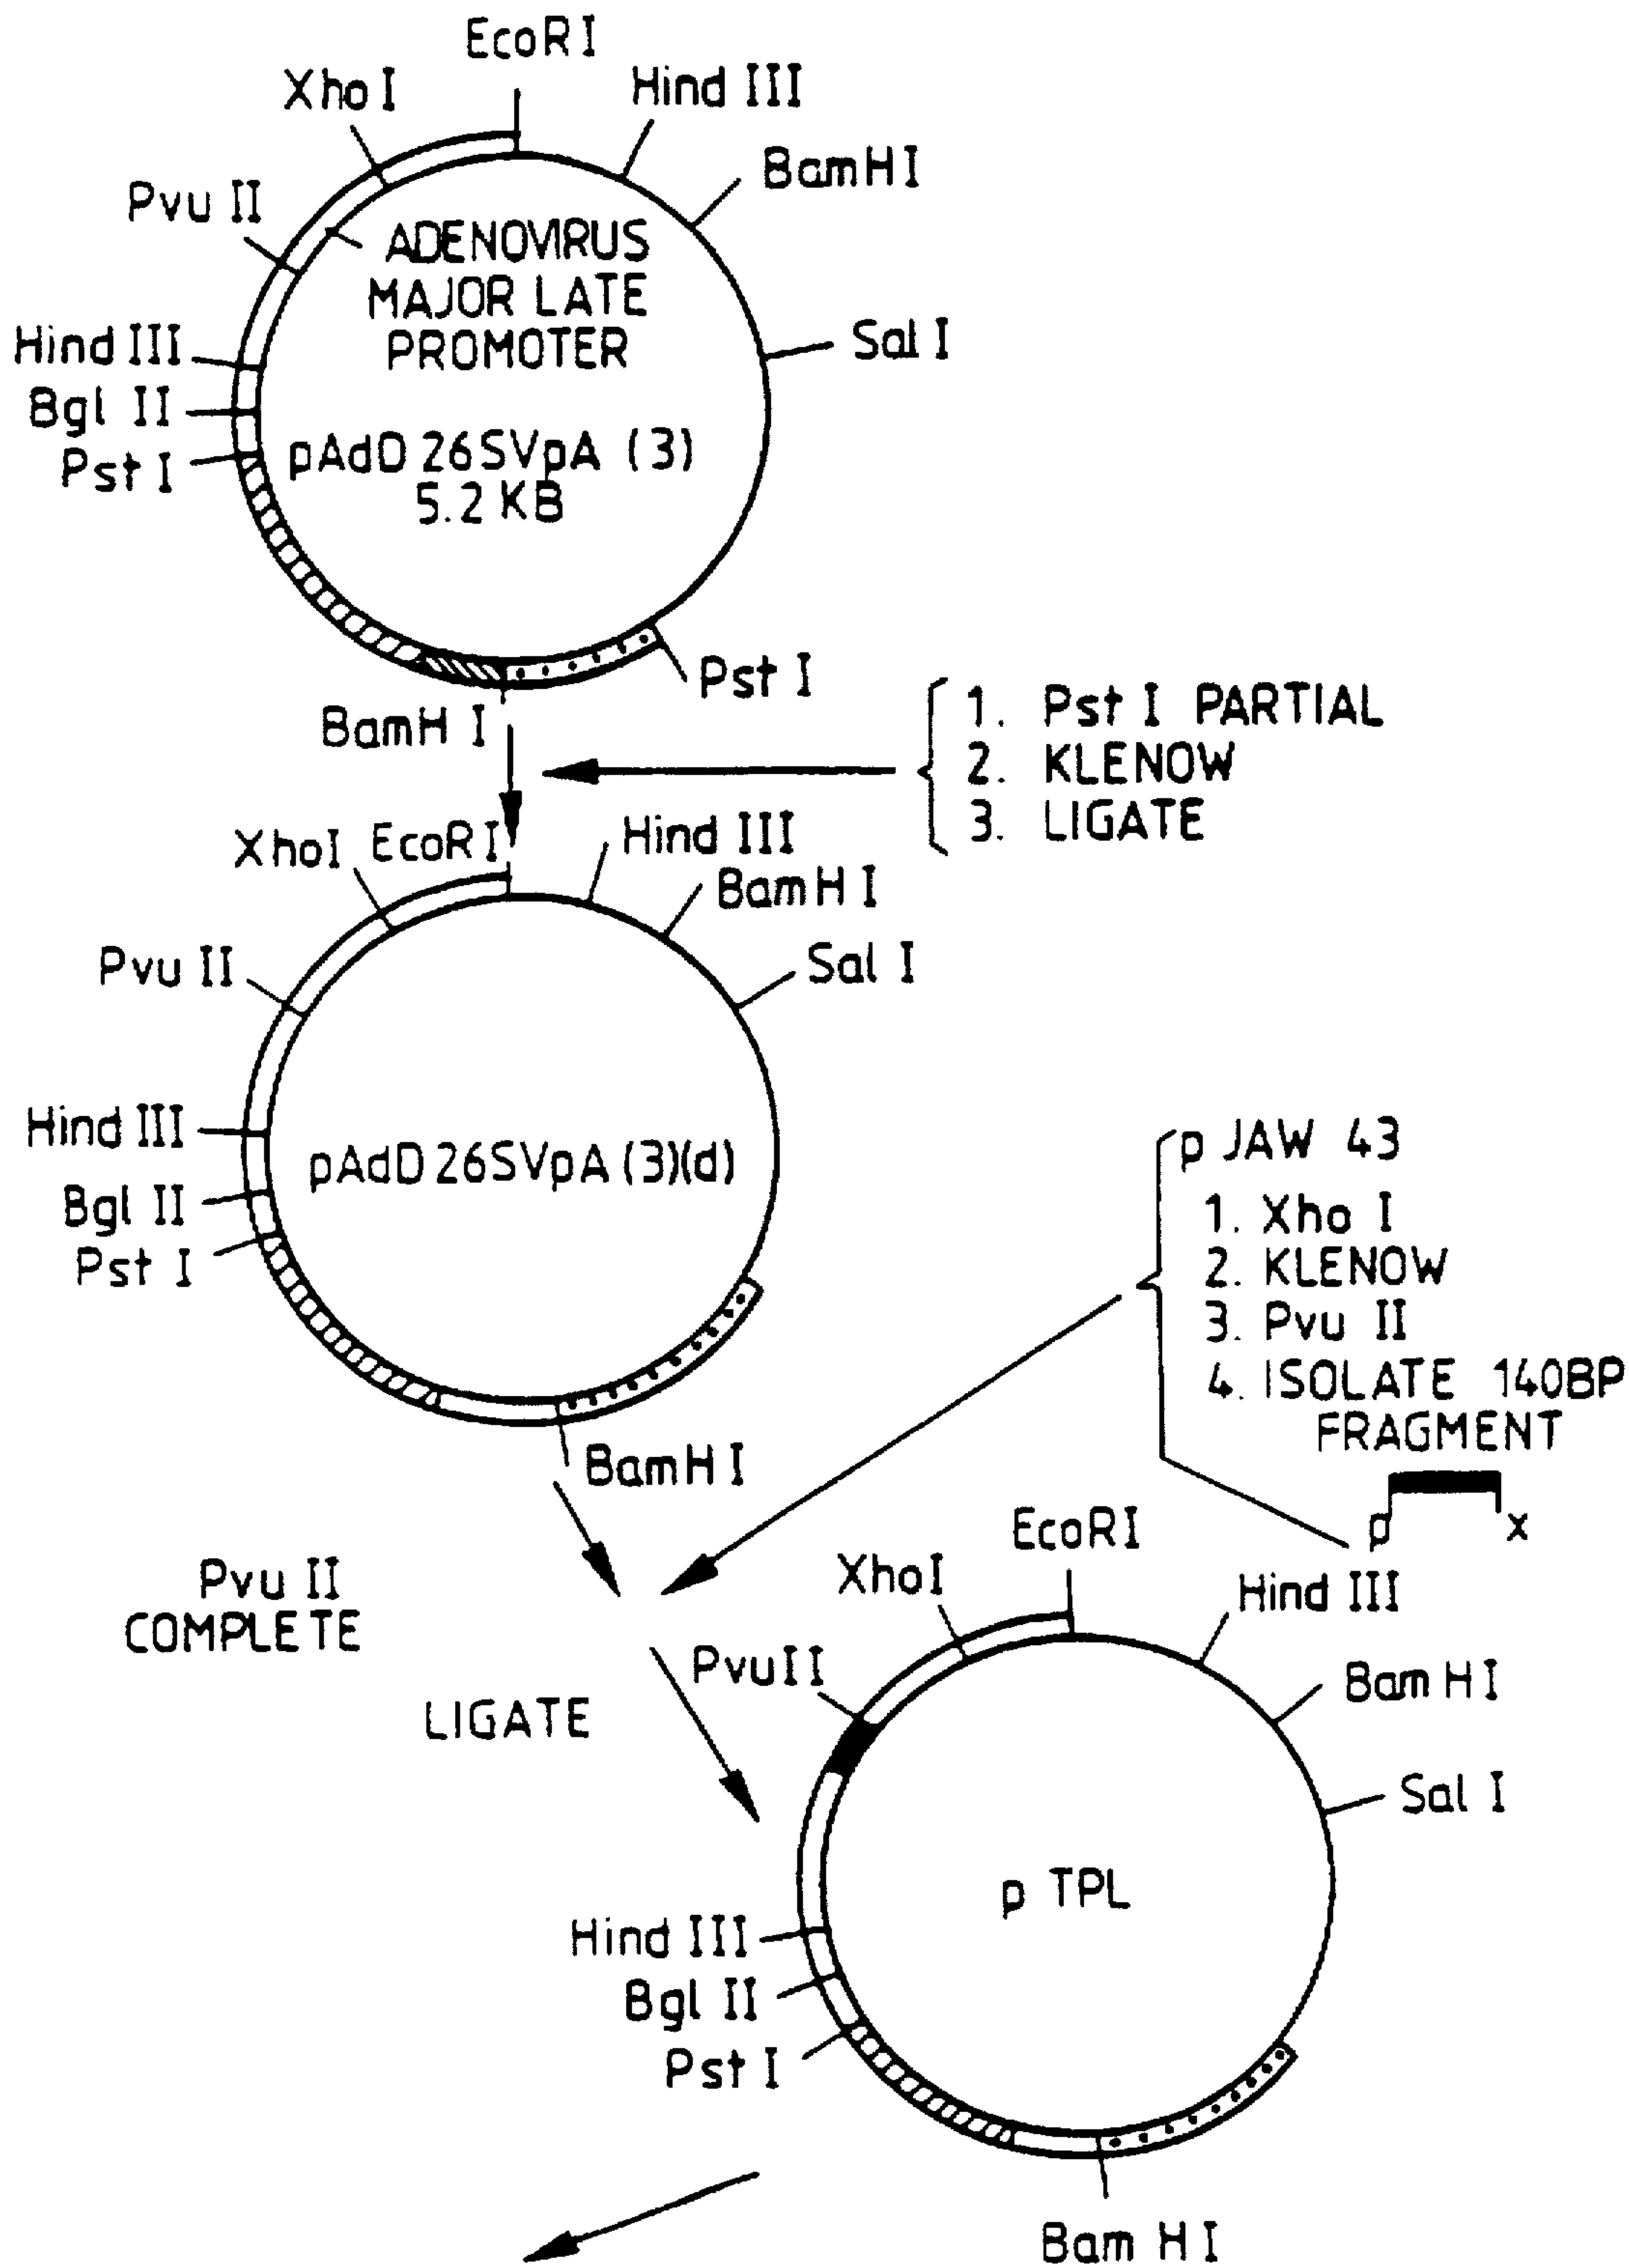 EcoRI
Xho I
Hind III
BamH I
Pvu II
ADENOVIRUS
MAJOR LATE
PROMOTER
Hind III
Sal I
Bgl II
Pst I
pAdD 26SVpA (3)
5.2 KB
Pst I
BamH I
1. Pst I PARTIAL
2. KLENOW
3. LIGATE
XhoI
EcoRI
Hind III
BamH I
Pvu II
Sal I
Hind III
pAdD 26SVpA (3)(d)
Bgl II
Pst I
BamH I
p JAW 43
1. Xho I
2. KLENOW
3. Pvu II
4. ISOLATE 140BP
FRAGMENT
p
x
Pvu II
COMPLETE
LIGATE
EcoRI
XhoI
Hind III
PvuII
Bam H I
Sal I
p TPL
Hind III
Bgl II
Pst I
Bam H I